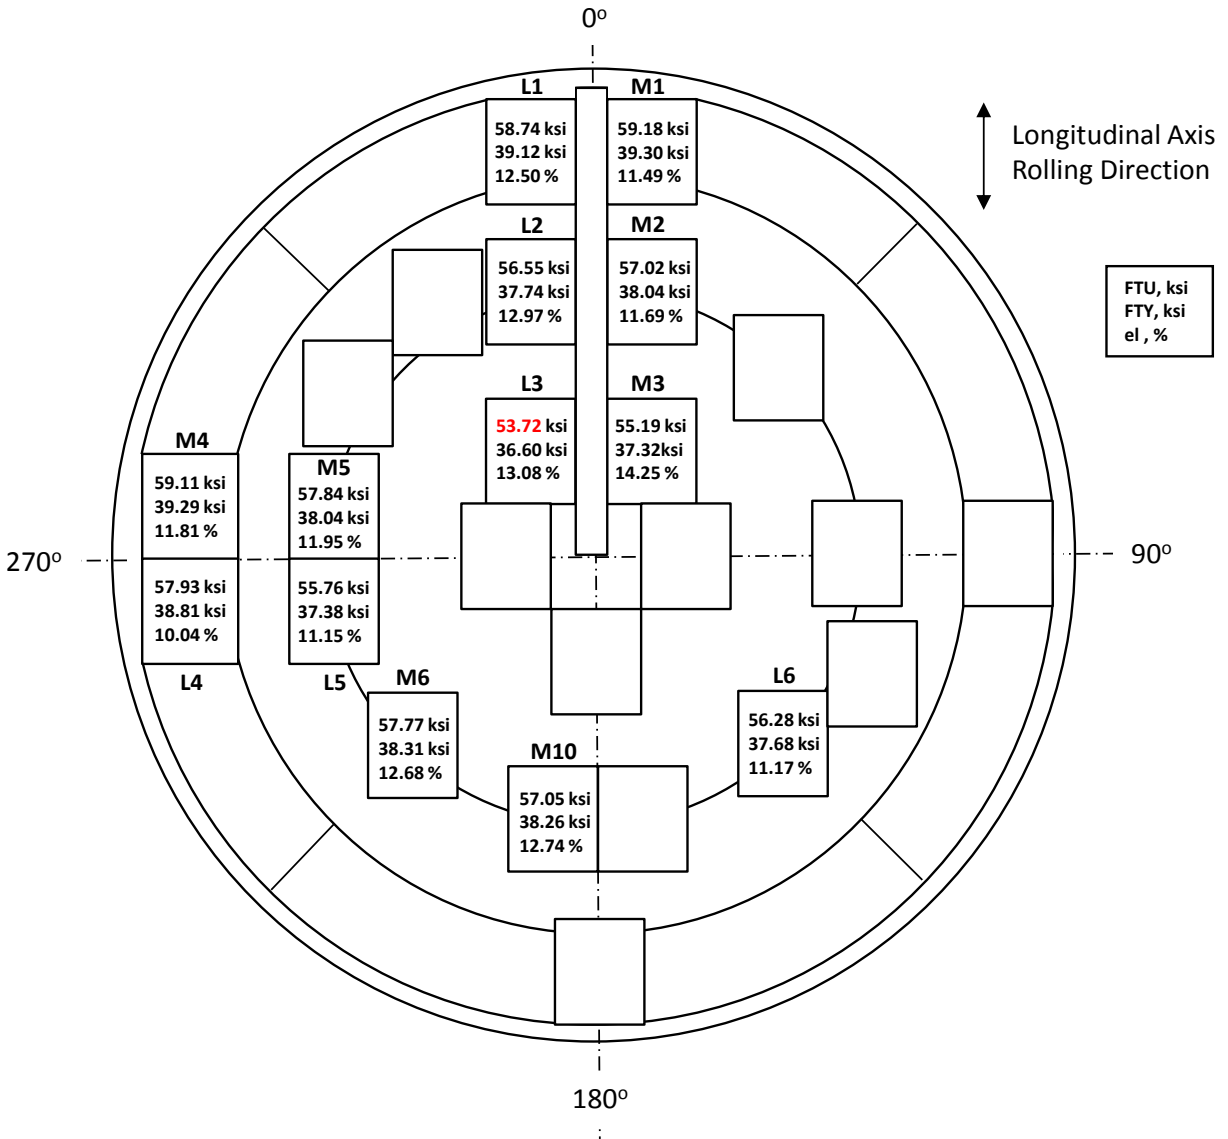 0º
L1
M1
58.74 ksi
39.12 ksi
12.50 %
59.18 ksi
39.30 ksi
11.49 %
Longitudinal Axis
Rolling Direction
L2
M2
56.55 ksi
37.74 ksi
12.97 %
57.02 ksi
38.04 ksi
11.69 %
FTU, ksi
FTY, ksi
el , %
L3
M3
53.72 ksi
36.60 ksi
13.08 %
55.19 ksi
37.32ksi
14.25 %
M4
59.11 ksi
39.29 ksi
11.81 %
M5
57.84 ksi
38.04 ksi
11.95 %
270º
90º
57.93 ksi
38.81 ksi
10.04 %
L4
55.76 ksi
37.38 ksi
11.15 %
L5
M6
57.77 ksi
38.31 ksi
12.68 %
L6
56.28 ksi
37.68 ksi
11.17 %
M10
57.05 ksi
38.26 ksi
12.74 %
180º